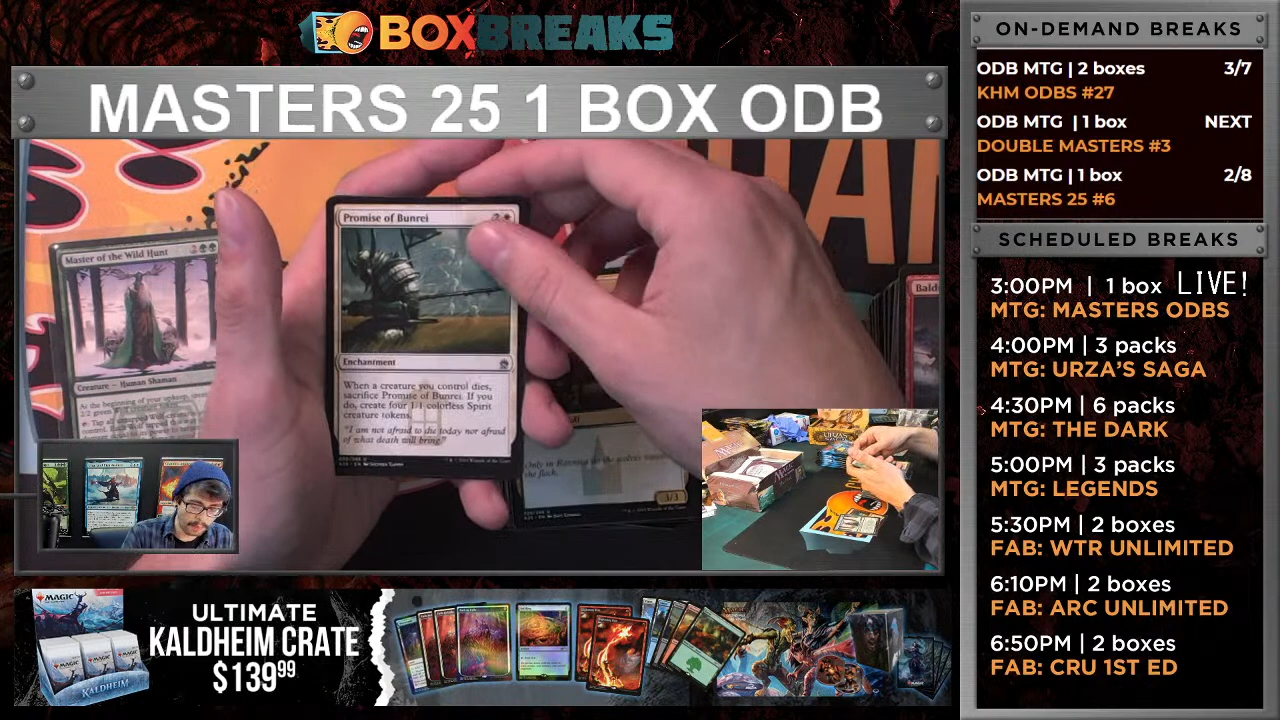 BOXBREAKS
MASTERS 25 1 BOX ODB
Master of the Wild Hunt
Creature — Human Shaman
Promise of Bunrei
Enchantment
When a creature you control dies,
sacrifice Promise of Bunrei. If you
do, create four 1/1 colorless Spirit
creature tokens.
"I am not afraid to die today nor afraid
of what death will bring."
Bald
3/3
ULTIMATE
KALDHEIM CRATE
$139⁹⁹
MAGIC
KALDHEIM
ON-DEMAND BREAKS
ODB MTG | 2 boxes 3/7
KHM ODBS #27
ODB MTG | 1 box NEXT
DOUBLE MASTERS #3
ODB MTG | 1 box 2/8
MASTERS 25 #6
SCHEDULED BREAKS
3:00PM | 1 box LIVE!
MTG: MASTERS ODBS
4:00PM | 3 packs
MTG: URZA'S SAGA
4:30PM | 6 packs
MTG: THE DARK
5:00PM | 3 packs
MTG: LEGENDS
5:30PM | 2 boxes
FAB: WTR UNLIMITED
6:10PM | 2 boxes
FAB: ARC UNLIMITED
6:50PM | 2 boxes
FAB: CRU 1ST ED